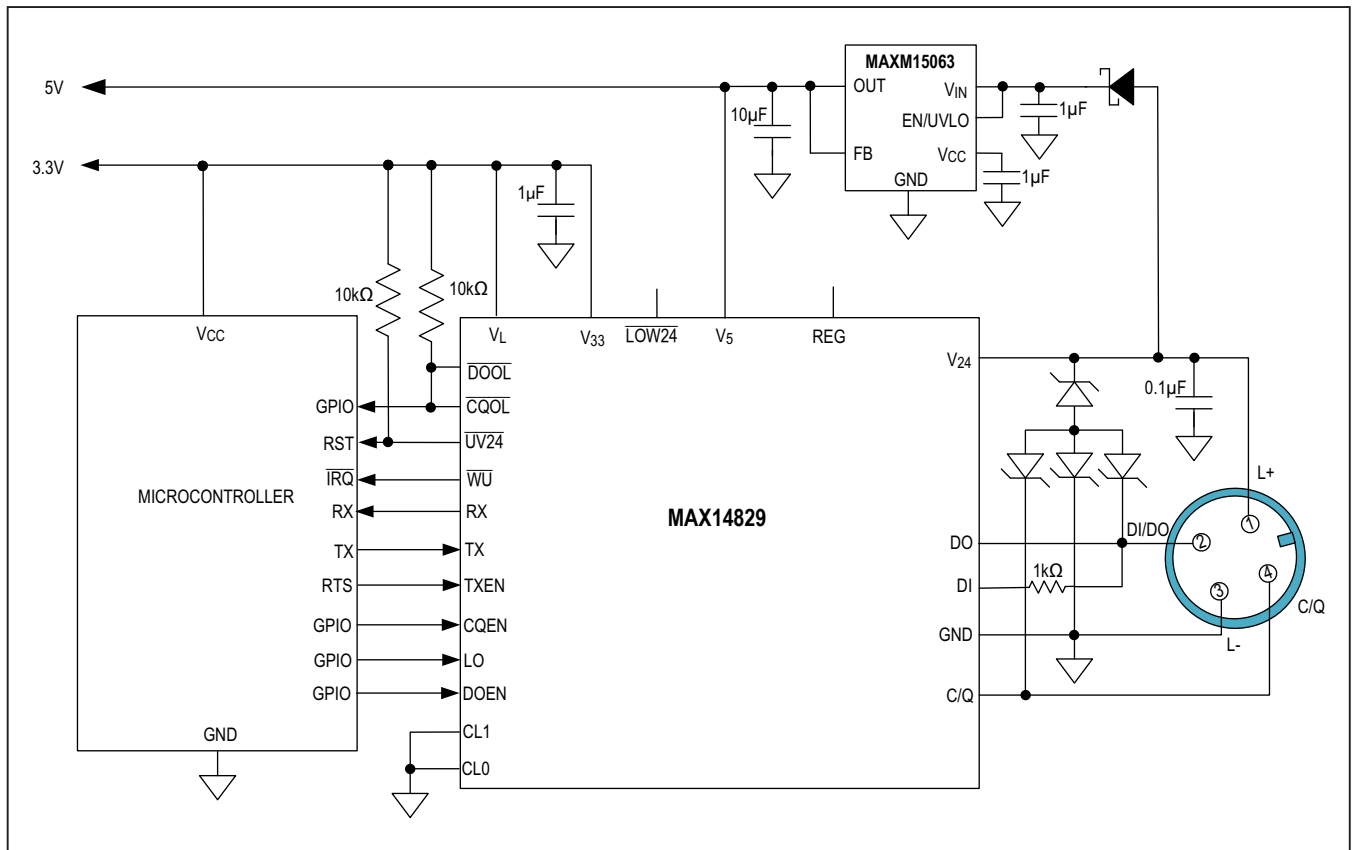 MAXM15063
5V
OUT
VIN
10µF
EN/UVLO
1µF
FB
VCC
3.3V
GND
1µF
1µF
10kΩ
10kΩ
VCC
VL
V33
LOW24
V5
REG
V24
DOOL
0.1µF
GPIO
CQOL
RST
UV24
L+
IRQ
WU
MICROCONTROLLER
RX
RX
MAX14829
1
DI/DO
DO
2
TX
TX
4
1kΩ
RTS
TXEN
DI
3
C/Q
GPIO
CQEN
GND
L-
GPIO
LO
GPIO
DOEN
C/Q
GND
CL1
CL0